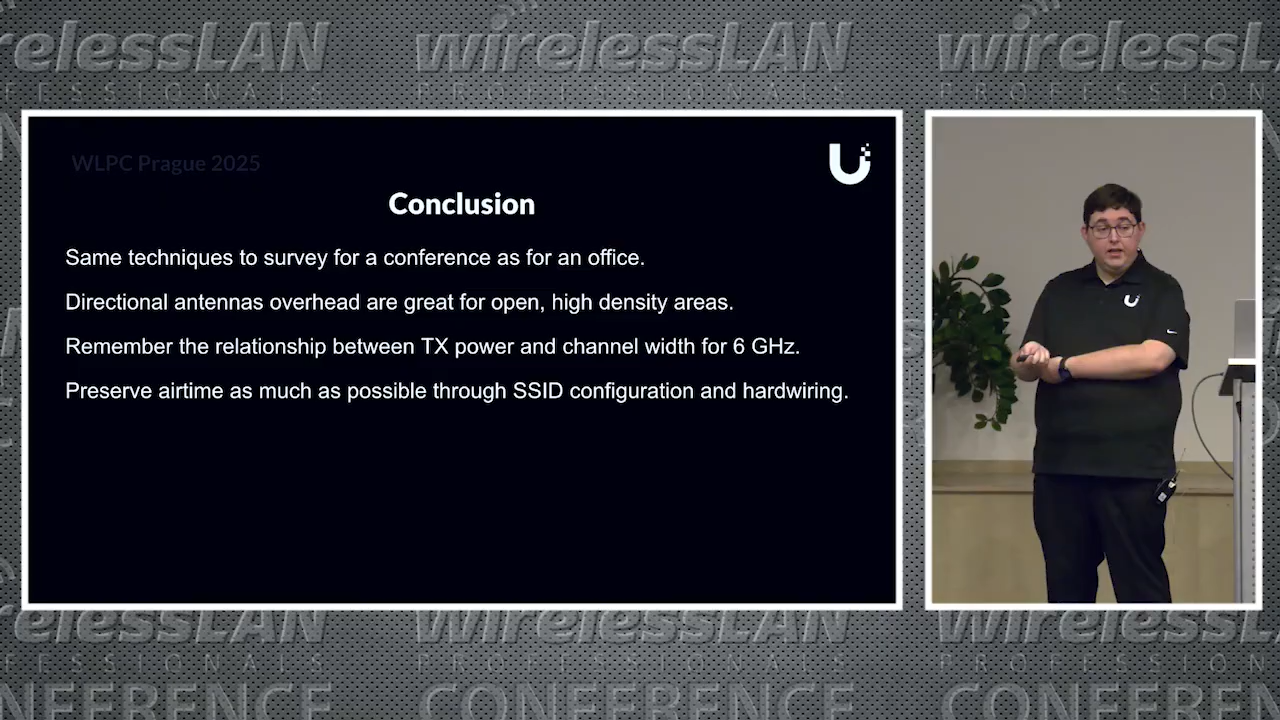 wirelessLAN
PROFESSIONALS
WLPC Prague 2025
Conclusion
Same techniques to survey for a conference as for an office.
Directional antennas overhead are great for open, high density areas.
Remember the relationship between TX power and channel width for 6 GHz.
Preserve airtime as much as possible through SSID configuration and hardwiring.
wirelessLAN
PROFESSIONALS
CONFERENCE